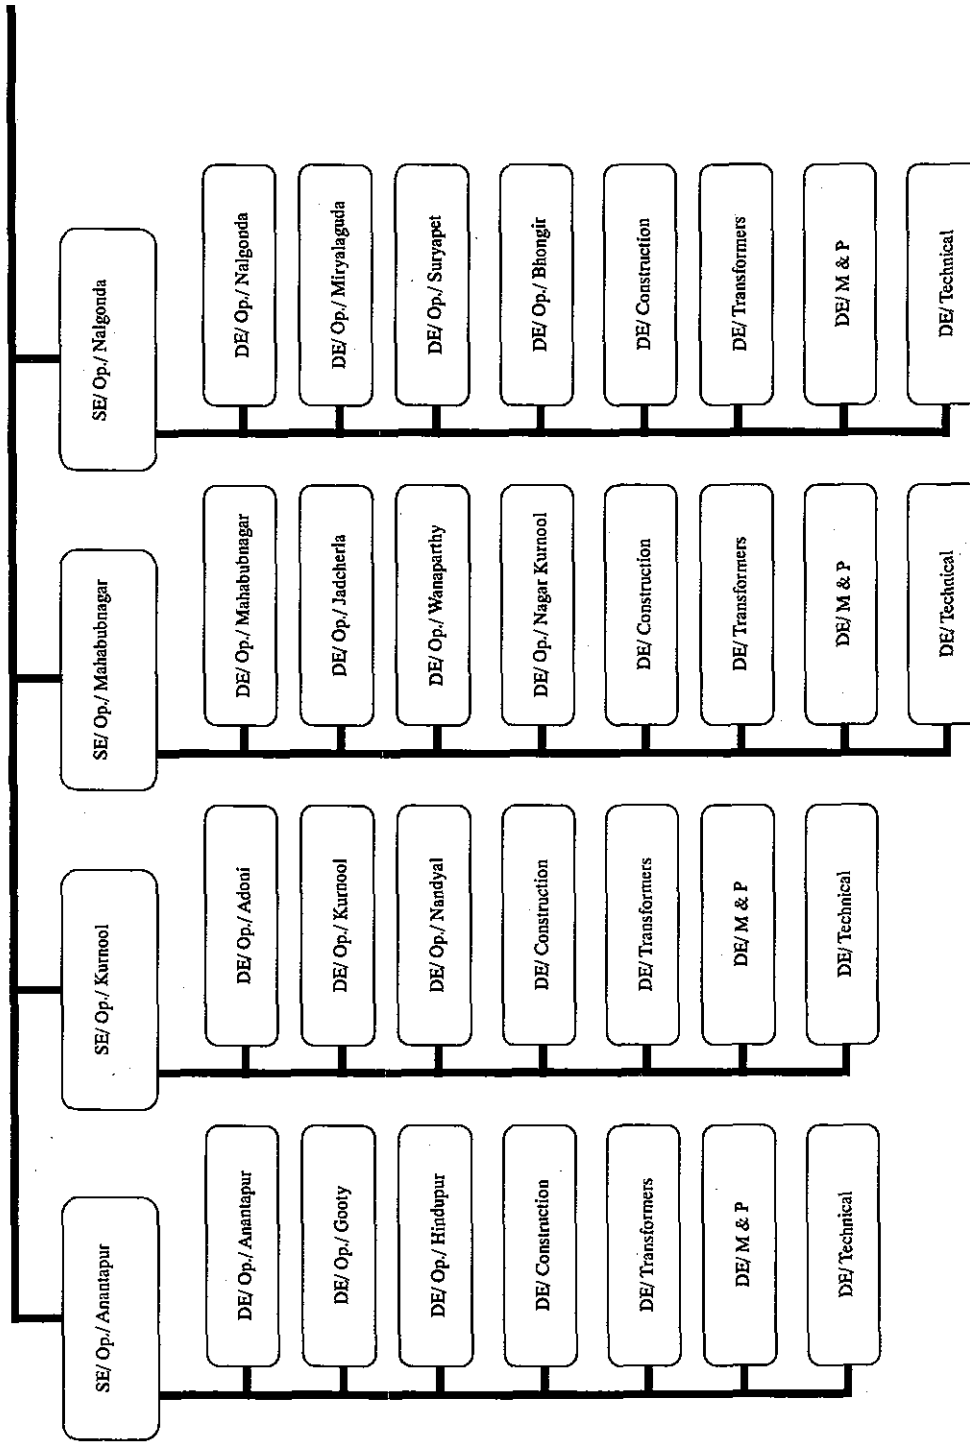 SE/ Op./ Anantapur
DE/ Op./ Anantapur
DE/ Op./ Gooty
DE/ Op./ Hindupur
DE/ Construction
DE/ Transformers
DE/ M & P
DE/ Technical
SE/ Op./ Kurnool
DE/ Op./ Adoni
DE/ Op./ Kurnool
DE/ Op./ Nandyal
DE/ Construction
DE/ Transformers
DE/ M & P
DE/ Technical
SE/ Op./ Mahabubnagar
DE/ Op./ Mahabubnagar
DE/ Op./ Jadcherla
DE/ Op./ Wanaparthy
DE/ Op./ Nagar Kurnool
DE/ Construction
DE/ Transformers
DE/ M & P
DE/ Technical
SE/ Op./ Nalgonda
DE/ Op./ Nalgonda
DE/ Op./ Miryalaguda
DE/ Op./ Suryapet
DE/ Op./ Bhongir
DE/ Construction
DE/ Transformers
DE/ M & P
DE/ Technical